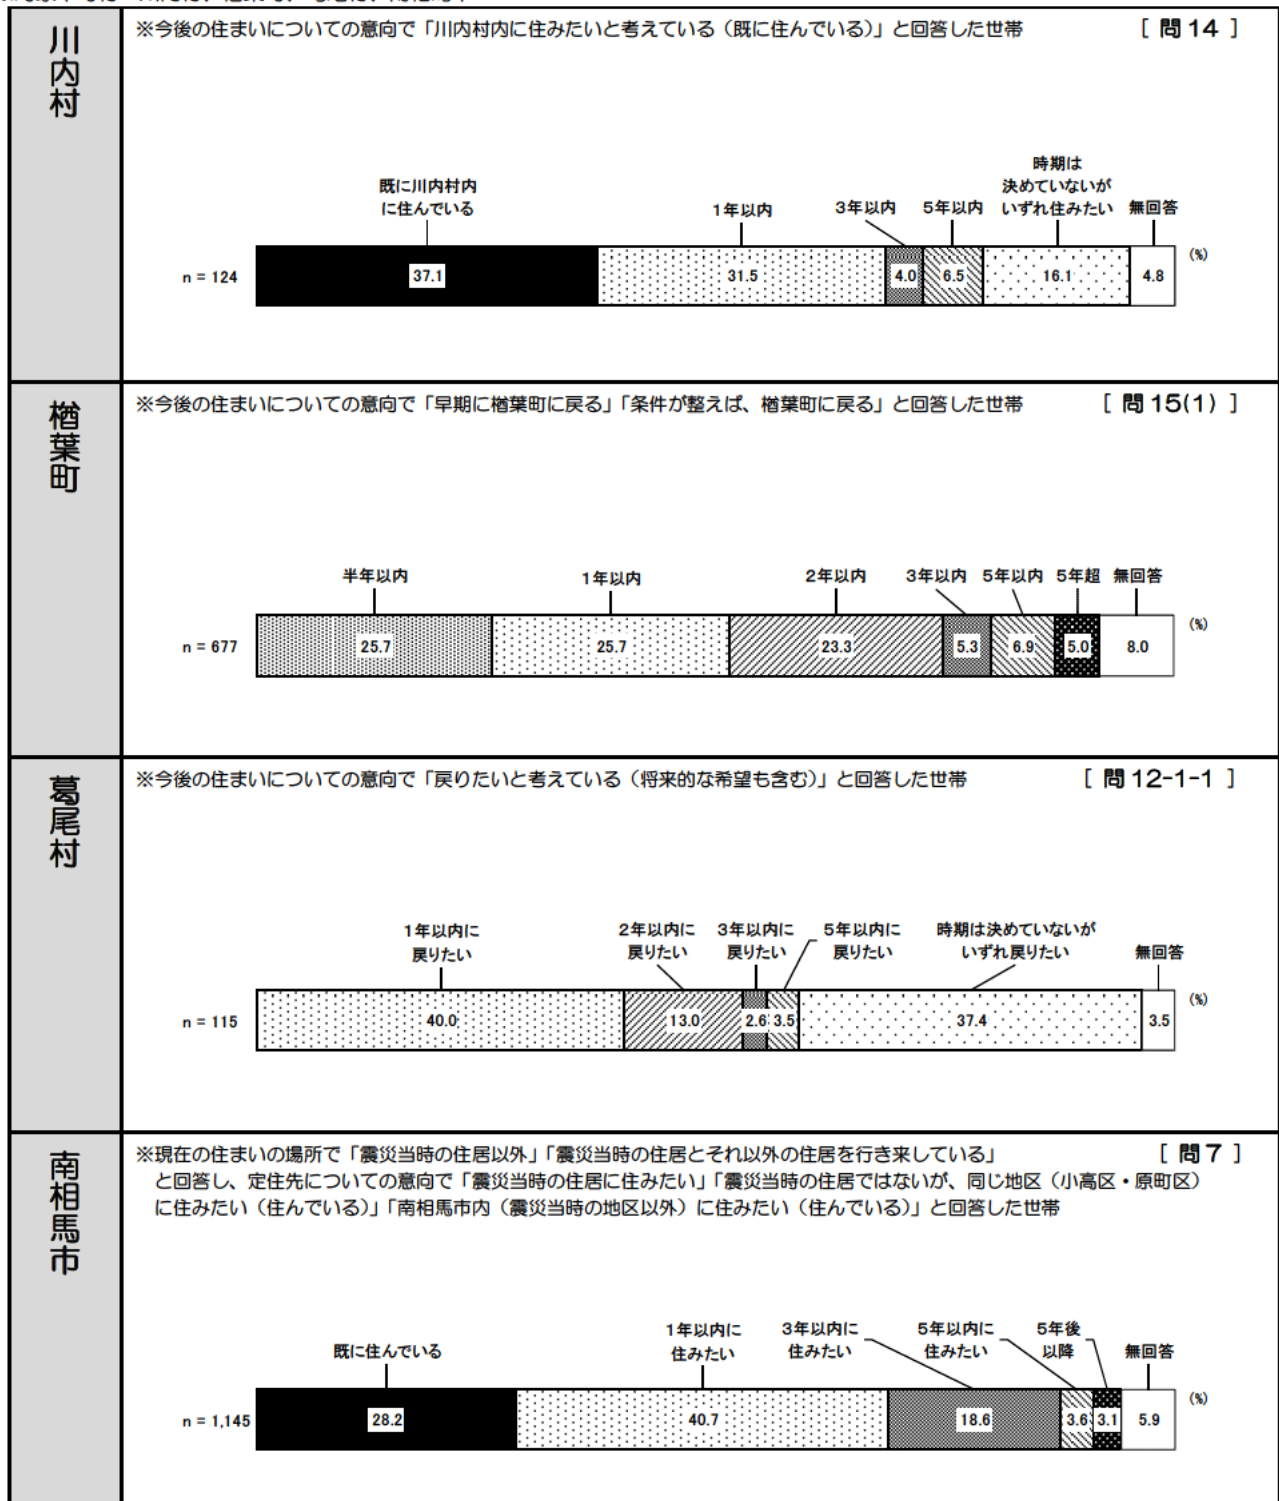 川内村
※今後の住まいについての意向で「川内村内に住みたいと考えている（既に住んでいる）」と回答した世帯 [ 問14 ]
既に川内村内
に住んでいる
1年以内
3年以内
5年以内
時期は
決めていないが
いずれ住みたい
無回答
(%)
n = 124
37.1
31.5
4.0
6.5
16.1
4.8
楢葉町
※今後の住まいについての意向で「早期に楢葉町に戻る」「条件が整えば、楢葉町に戻る」と回答した世帯 [ 問15(1) ]
半年以内
1年以内
2年以内
3年以内
5年以内
5年超
無回答
(%)
n = 677
25.7
25.7
23.3
5.3
6.9
5.0
8.0
葛尾村
※今後の住まいについての意向で「戻りたいと考えている（将来的な希望も含む）」と回答した世帯 [ 問12-1-1 ]
1年以内に
戻りたい
2年以内に
戻りたい
3年以内に
戻りたい
5年以内に
戻りたい
時期は決めていないが
いずれ戻りたい
無回答
(%)
n = 115
40.0
13.0
2.6
3.5
37.4
3.5
南相馬市
※現在の住まいの場所で「震災当時の住居以外」「震災当時の住居とそれ以外の住居を行き来している」 [ 問7 ]
と回答し、定住先についての意向で「震災当時の住居に住みたい」「震災当時の住居ではないが、同じ地区（小高区・原町区）
に住みたい（住んでいる）」「南相馬市内（震災当時の地区以外）に住みたい（住んでいる）」と回答した世帯
既に住んでいる
1年以内に
住みたい
3年以内に
住みたい
5年以内に
住みたい
5年後
以降
無回答
(%)
n = 1,145
28.2
40.7
18.6
3.6
3.1
5.9